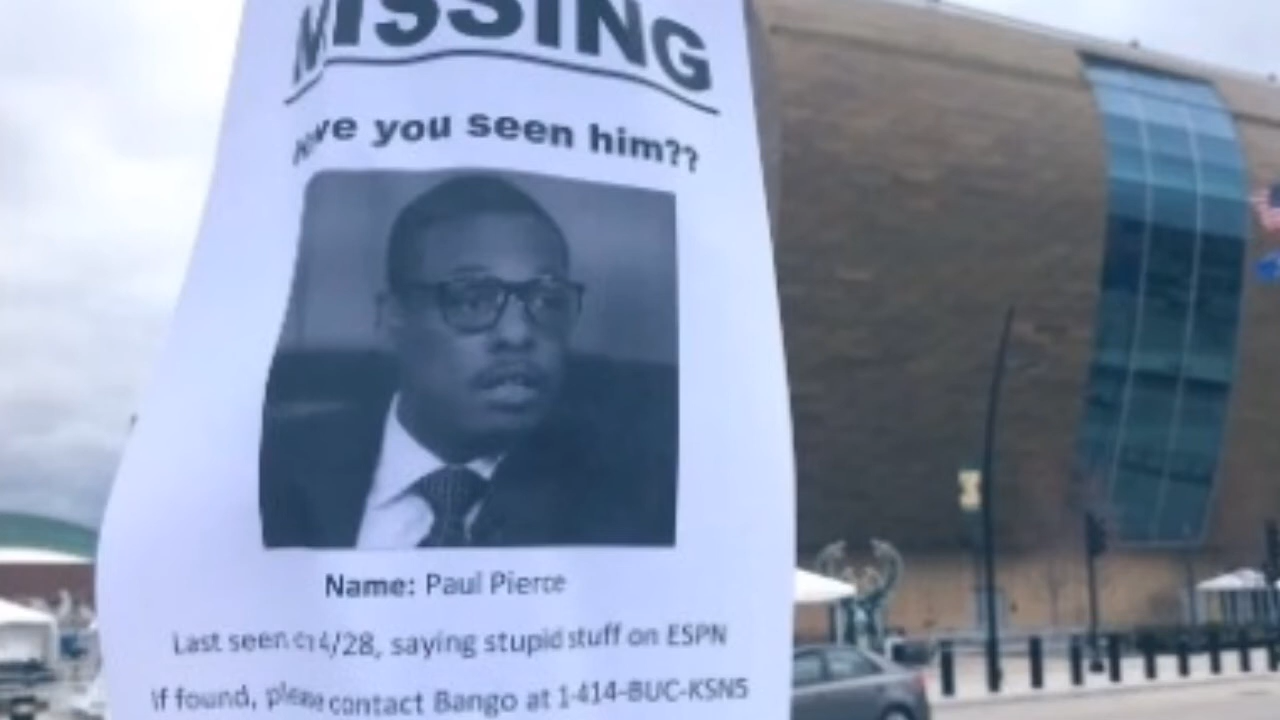 MISSING
Have you seen him??
Name: Paul Pierce
Last seen on 4/28, saying stupid stuff on ESPN
If found, please contact Bango at 1-414-BUC-KSN5